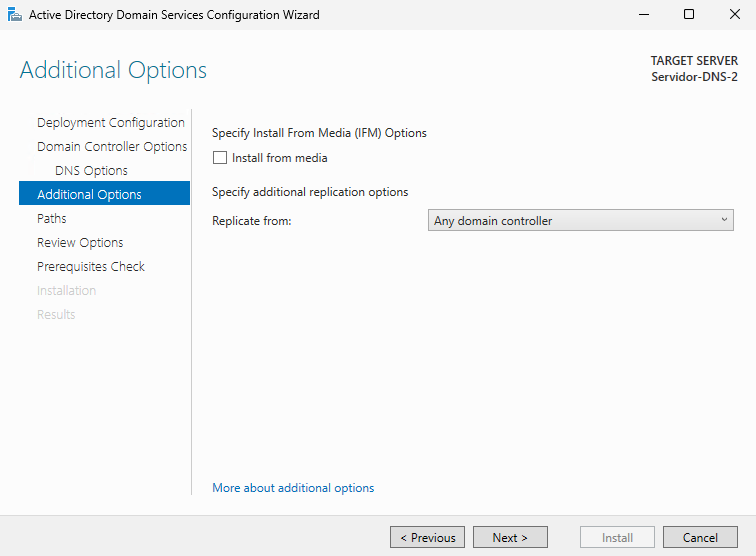 Active Directory Domain Services Configuration Wizard
Additional Options
TARGET SERVER
Servidor-DNS-2
Deployment Configuration
Domain Controller Options
DNS Options
Additional Options
Paths
Review Options
Prerequisites Check
Installation
Results
Specify Install From Media (IFM) Options
Install from media
Specify additional replication options
Replicate from: Any domain controller
More about additional options
< Previous Next > Install Cancel